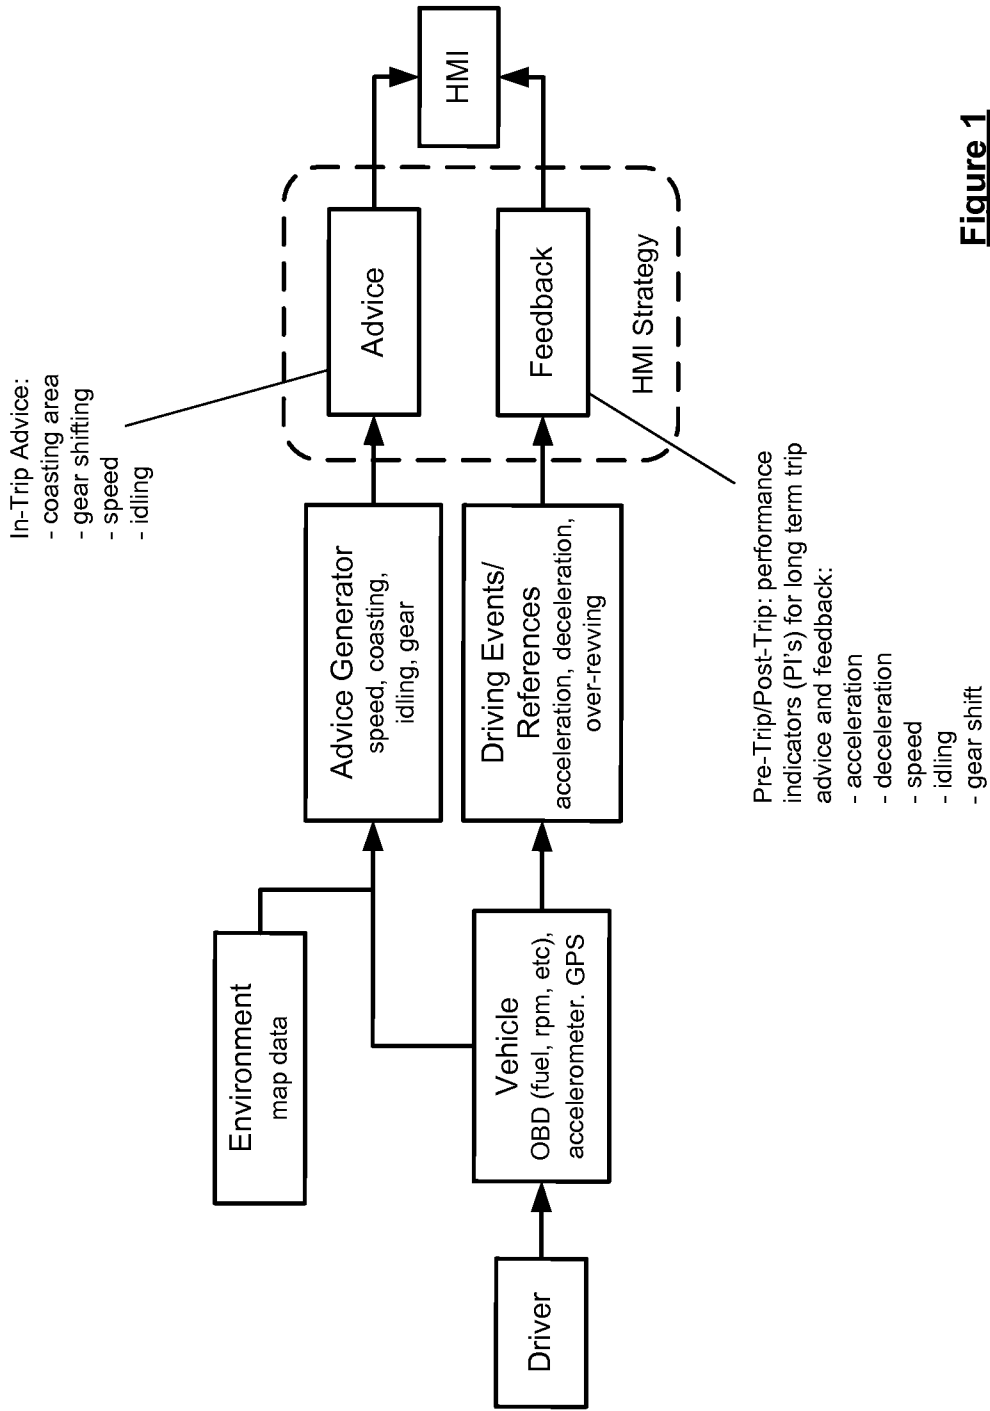 In-Trip Advice:
- coasting area
- gear shifting
- speed
- idling
Environment
map data
Advice Generator
speed, coasting,
idling, gear
Advice
HMI
Driver
Vehicle
OBD (fuel, rpm, etc),
accelerometer. GPS
Driving Events/
References
acceleration, deceleration,
over-revving
Feedback
HMI Strategy
Pre-Trip/Post-Trip: performance
indicators (PI's) for long term trip
advice and feedback:
- acceleration
- deceleration
- speed
- idling
- gear shift
Figure 1